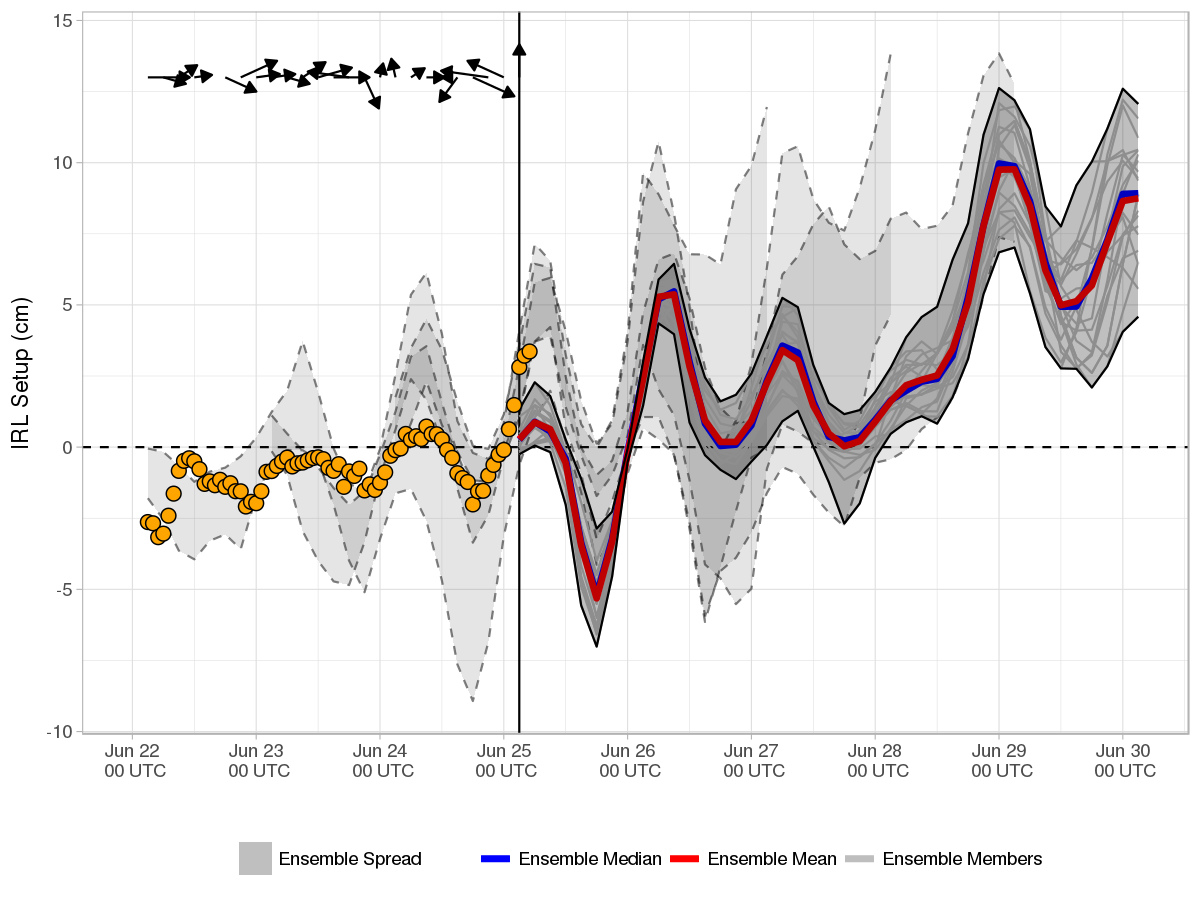 15
10
5
0
-5
-10
IRL Setup (cm)
Jun 22 Jun 23 Jun 24 Jun 25 Jun 26 Jun 27 Jun 28 Jun 29 Jun 30
00 UTC 00 UTC 00 UTC 00 UTC 00 UTC 00 UTC 00 UTC 00 UTC 00 UTC
Ensemble Spread Ensemble Median Ensemble Mean Ensemble Members